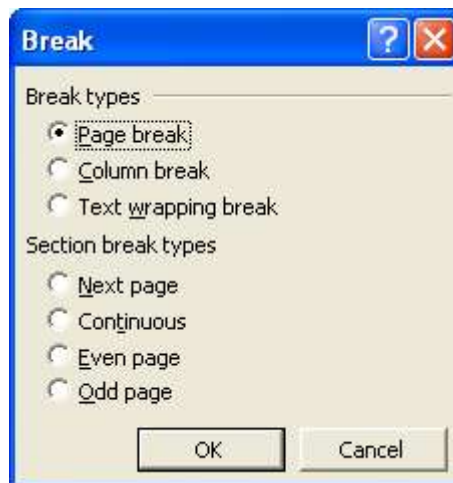 Break
Break types
Page break
Column break
Text wrapping break
Section break types
Next page
Continuous
Even page
Odd page
OK Cancel